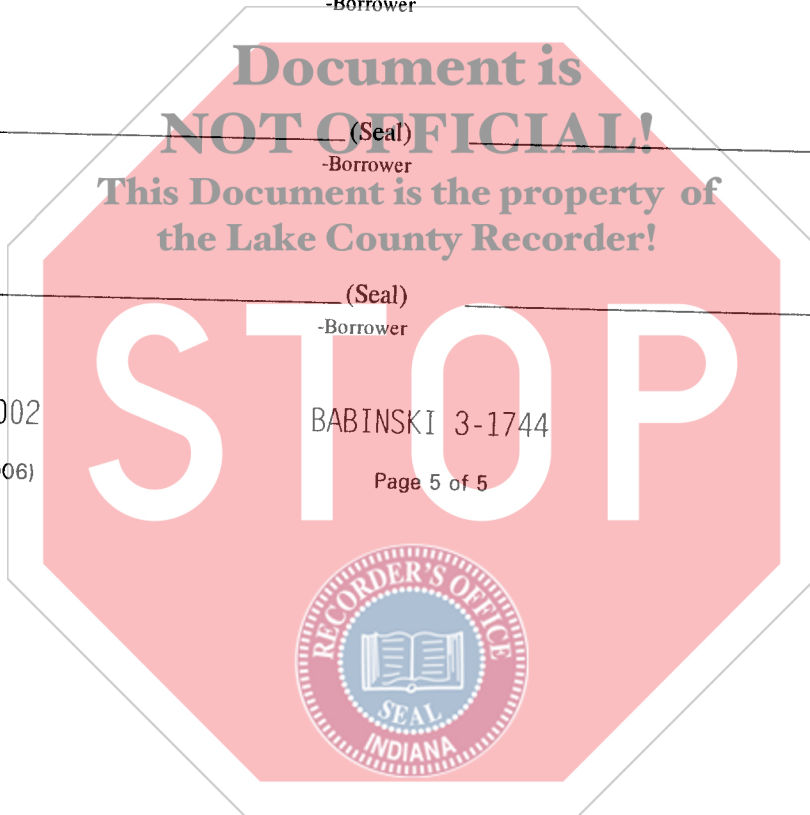 -Borrower
Document is
NOT OFFICIAL!
(Seal)
-Borrower
This Document is the property of
the Lake County Recorder!
(Seal)
-Borrower
STOP
002
BABINSKI 3-1744
06)
Page 5 of 5
RECORDER'S OFFICE
SEAL
INDIANA